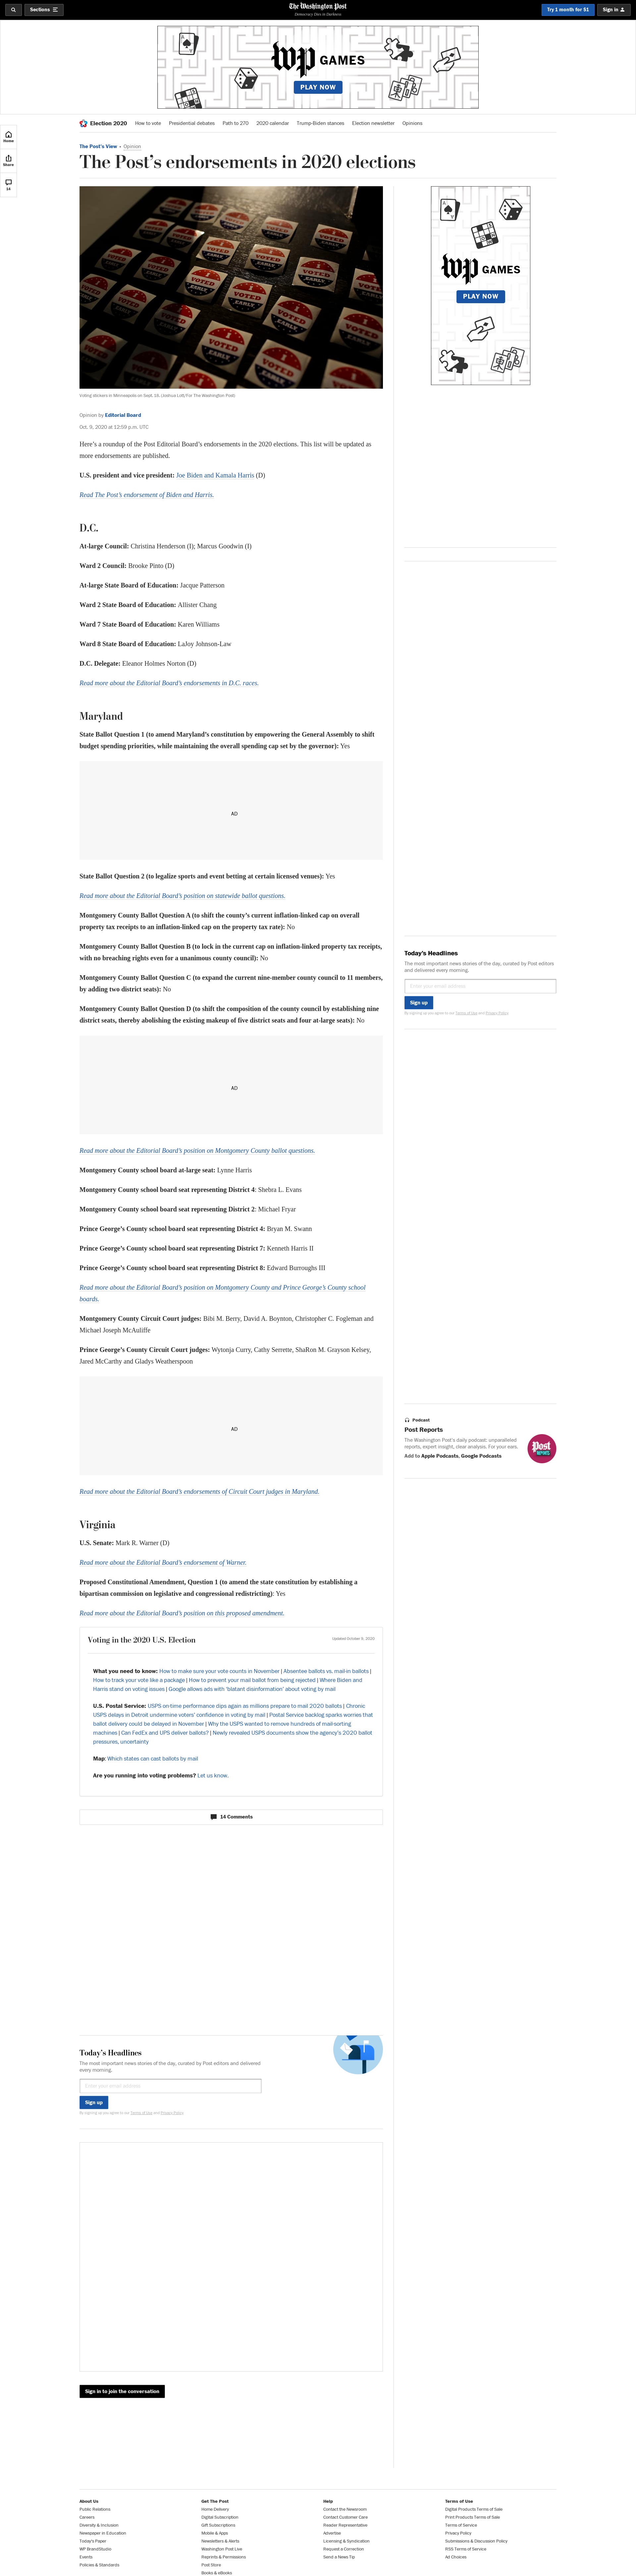 Sections
The Washington Post
Democracy Dies in Darkness
Try 1 month for $1
Sign in
wp GAMES
PLAY NOW
Home
Share
14
Election 2020
How to vote
Presidential debates
Path to 270
2020 calendar
Trump-Biden stances
Election newsletter
Opinions
The Post's View • Opinion
The Post's endorsements in 2020 elections
VOTED
Voting stickers in Minneapolis on Sept. 18. (Joshua Lott/For The Washington Post)
Opinion by Editorial Board
Oct. 9, 2020 at 12:59 p.m. UTC
Here's a roundup of the Post Editorial Board's endorsements in the 2020 elections. This list will be updated as
more endorsements are published.
U.S. president and vice president: Joe Biden and Kamala Harris (D)
Read The Post's endorsement of Biden and Harris.
D.C.
At-large Council: Christina Henderson (I); Marcus Goodwin (I)
Ward 2 Council: Brooke Pinto (D)
At-large State Board of Education: Jacque Patterson
Ward 2 State Board of Education: Allister Chang
Ward 7 State Board of Education: Karen Williams
Ward 8 State Board of Education: LaJoy Johnson-Law
D.C. Delegate: Eleanor Holmes Norton (D)
Read more about the Editorial Board's endorsements in D.C. races.
Maryland
State Ballot Question 1 (to amend Maryland's constitution by empowering the General Assembly to shift
budget spending priorities, while maintaining the overall spending cap set by the governor): Yes
AD
State Ballot Question 2 (to legalize sports and event betting at certain licensed venues): Yes
Read more about the Editorial Board's position on statewide ballot questions.
Montgomery County Ballot Question A (to shift the county's current inflation-linked cap on overall
property tax receipts to an inflation-linked cap on the property tax rate): No
Montgomery County Ballot Question B (to lock in the current cap on inflation-linked property tax receipts,
with no breaching rights even for a unanimous county council): No
Montgomery County Ballot Question C (to expand the current nine-member county council to 11 members,
by adding two district seats): No
Montgomery County Ballot Question D (to shift the composition of the county council by establishing nine
district seats, thereby abolishing the existing makeup of five district seats and four at-large seats): No
AD
Read more about the Editorial Board's position on Montgomery County ballot questions.
Montgomery County school board at-large seat: Lynne Harris
Montgomery County school board seat representing District 4: Shebra L. Evans
Montgomery County school board seat representing District 2: Michael Fryar
Prince George's County school board seat representing District 4: Bryan M. Swann
Prince George's County school board seat representing District 7: Kenneth Harris II
Prince George's County school board seat representing District 8: Edward Burroughs III
Read more about the Editorial Board's position on Montgomery County and Prince George's County school
boards.
Montgomery County Circuit Court judges: Bibi M. Berry, David A. Boynton, Christopher C. Fogleman and
Michael Joseph McAuliffe
Prince George's County Circuit Court judges: Wytonja Curry, Cathy Serrette, ShaRon M. Grayson Kelsey,
Jared McCarthy and Gladys Weatherspoon
AD
Read more about the Editorial Board's endorsements of Circuit Court judges in Maryland.
Virginia
U.S. Senate: Mark R. Warner (D)
Read more about the Editorial Board's endorsement of Warner.
Proposed Constitutional Amendment, Question 1 (to amend the state constitution by establishing a
bipartisan commission on legislative and congressional redistricting): Yes
Read more about the Editorial Board's position on this proposed amendment.
Voting in the 2020 U.S. Election
Updated October 9, 2020
What you need to know: How to make sure your vote counts in November | Absentee ballots vs. mail-in ballots |
How to track your vote like a package | How to prevent your mail ballot from being rejected | Where Biden and
Harris stand on voting issues | Google allows ads with 'blatant disinformation' about voting by mail
U.S. Postal Service: USPS on-time performance dips again as millions prepare to mail 2020 ballots | Chronic
USPS delays in Detroit undermine voters' confidence in voting by mail | Postal Service backlog sparks worries that
ballot delivery could be delayed in November | Why the USPS wanted to remove hundreds of mail-sorting
machines | Can FedEx and UPS deliver ballots? | Newly revealed USPS documents show the agency's 2020 ballot
pressures, uncertainty
Map: Which states can cast ballots by mail
Are you running into voting problems? Let us know.
14 Comments
Today's Headlines
The most important news stories of the day, curated by Post editors and delivered
every morning.
Enter your email address
Sign up
By signing up you agree to our Terms of Use and Privacy Policy
Sign in to join the conversation
wp GAMES
PLAY NOW
Today's Headlines
The most important news stories of the day, curated by Post editors
and delivered every morning.
Enter your email address
Sign up
By signing up you agree to our Terms of Use and Privacy Policy
Podcast
Post Reports
The Washington Post's daily podcast: unparalleled
reports, expert insight, clear analysis. For your ears.
Add to Apple Podcasts, Google Podcasts
Post
REPORTS
About Us
Public Relations
Careers
Diversity & Inclusion
Newspaper in Education
Today's Paper
WP BrandStudio
Events
Policies & Standards
Get The Post
Home Delivery
Digital Subscription
Gift Subscriptions
Mobile & Apps
Newsletters & Alerts
Washington Post Live
Reprints & Permissions
Post Store
Books & eBooks
Help
Contact the Newsroom
Contact Customer Care
Reader Representative
Advertise
Licensing & Syndication
Request a Correction
Send a News Tip
Terms of Use
Digital Products Terms of Sale
Print Products Terms of Sale
Terms of Service
Privacy Policy
Submissions & Discussion Policy
RSS Terms of Service
Ad Choices